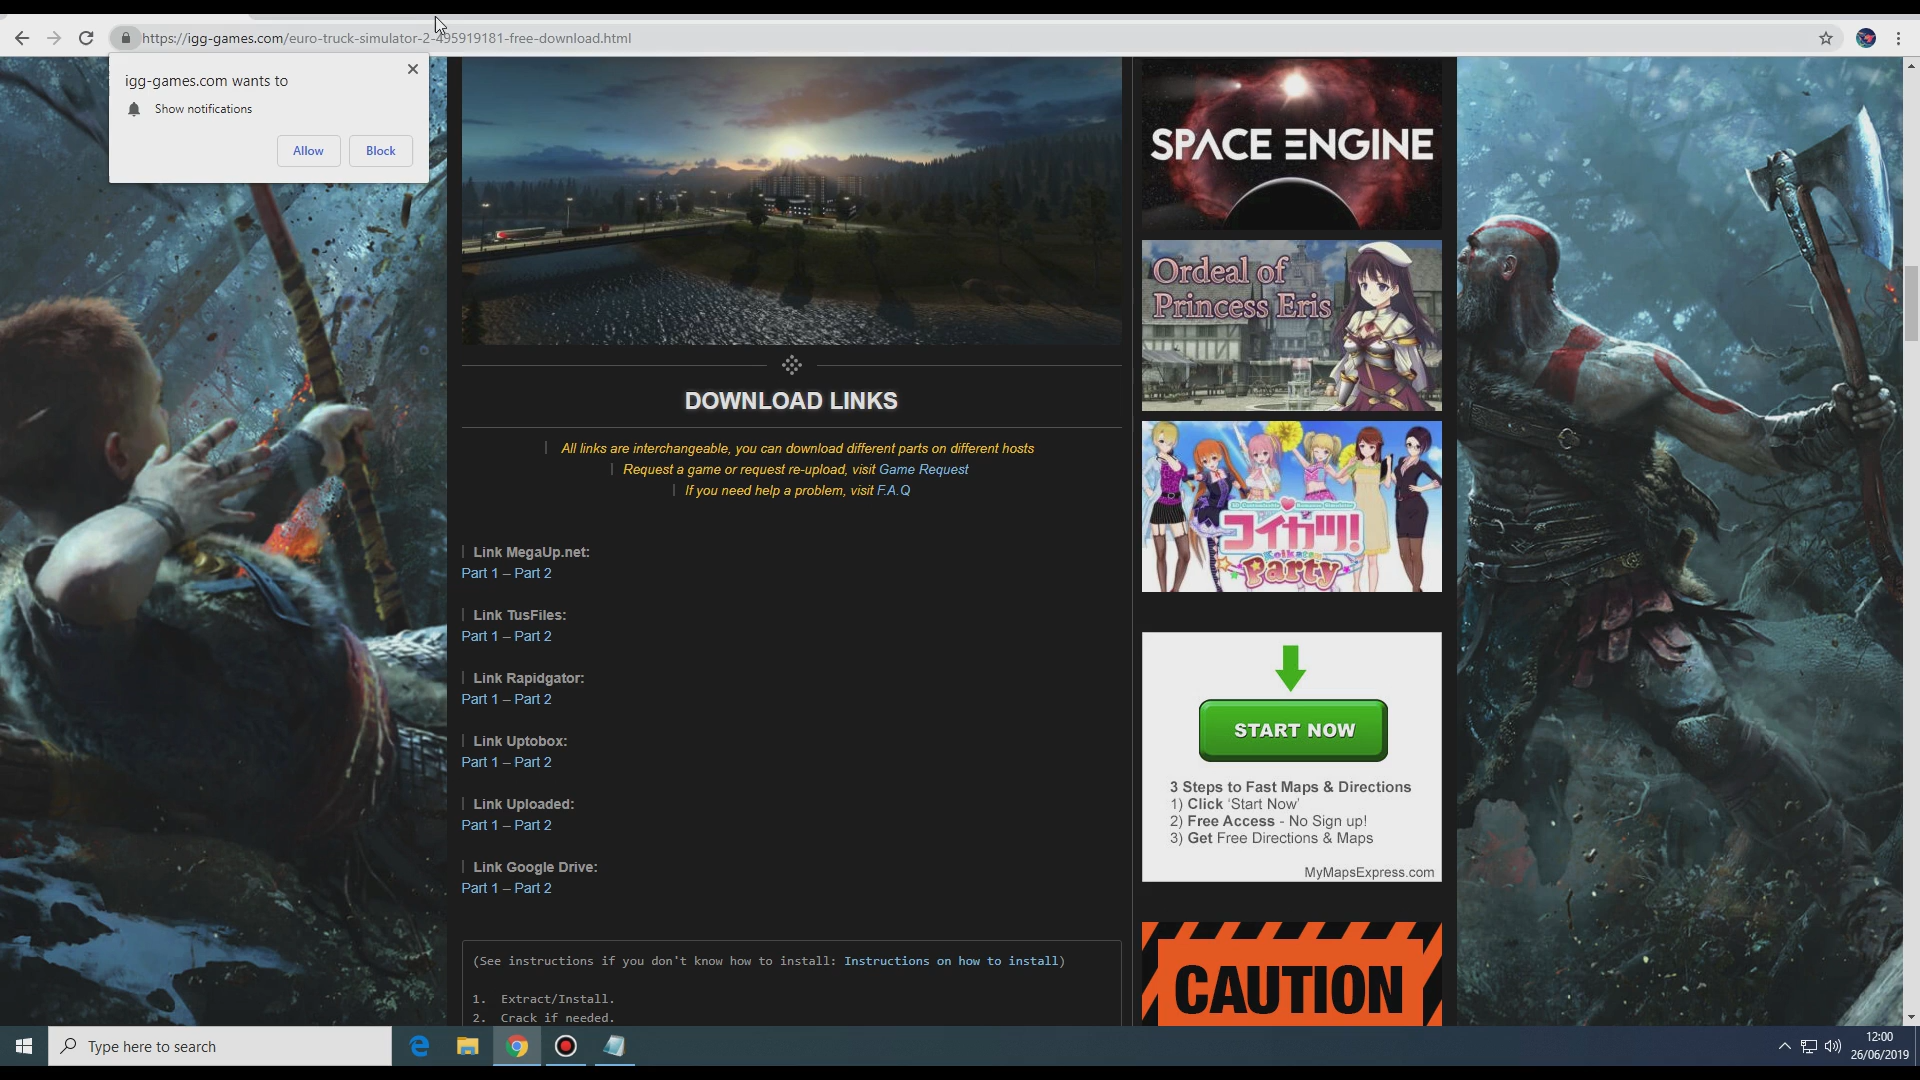 https://igg-games.com/euro-truck-simulator-2-495919181-free-download.html
igg-games.com wants to
Show notifications
Allow
Block
SPACE ENGINE
Ordeal of
Princess Eris
コイカツ!
Koikatsu
Party
DOWNLOAD LINKS
All links are interchangeable, you can download different parts on different hosts
Request a game or request re-upload, visit Game Request
If you need help a problem, visit F.A.Q
Link MegaUp.net:
Part 1 – Part 2
Link TusFiles:
Part 1 – Part 2
Link Rapidgator:
Part 1 – Part 2
Link Uptobox:
Part 1 – Part 2
Link Uploaded:
Part 1 – Part 2
Link Google Drive:
Part 1 – Part 2
(See instructions if you don't know how to install: Instructions on how to install)
1. Extract/Install.
2. Crack if needed.
START NOW
3 Steps to Fast Maps & Directions
1) Click 'Start Now'
2) Free Access - No Sign up!
3) Get Free Directions & Maps
MyMapsExpress.com
CAUTION
Type here to search
12:00
26/06/2019